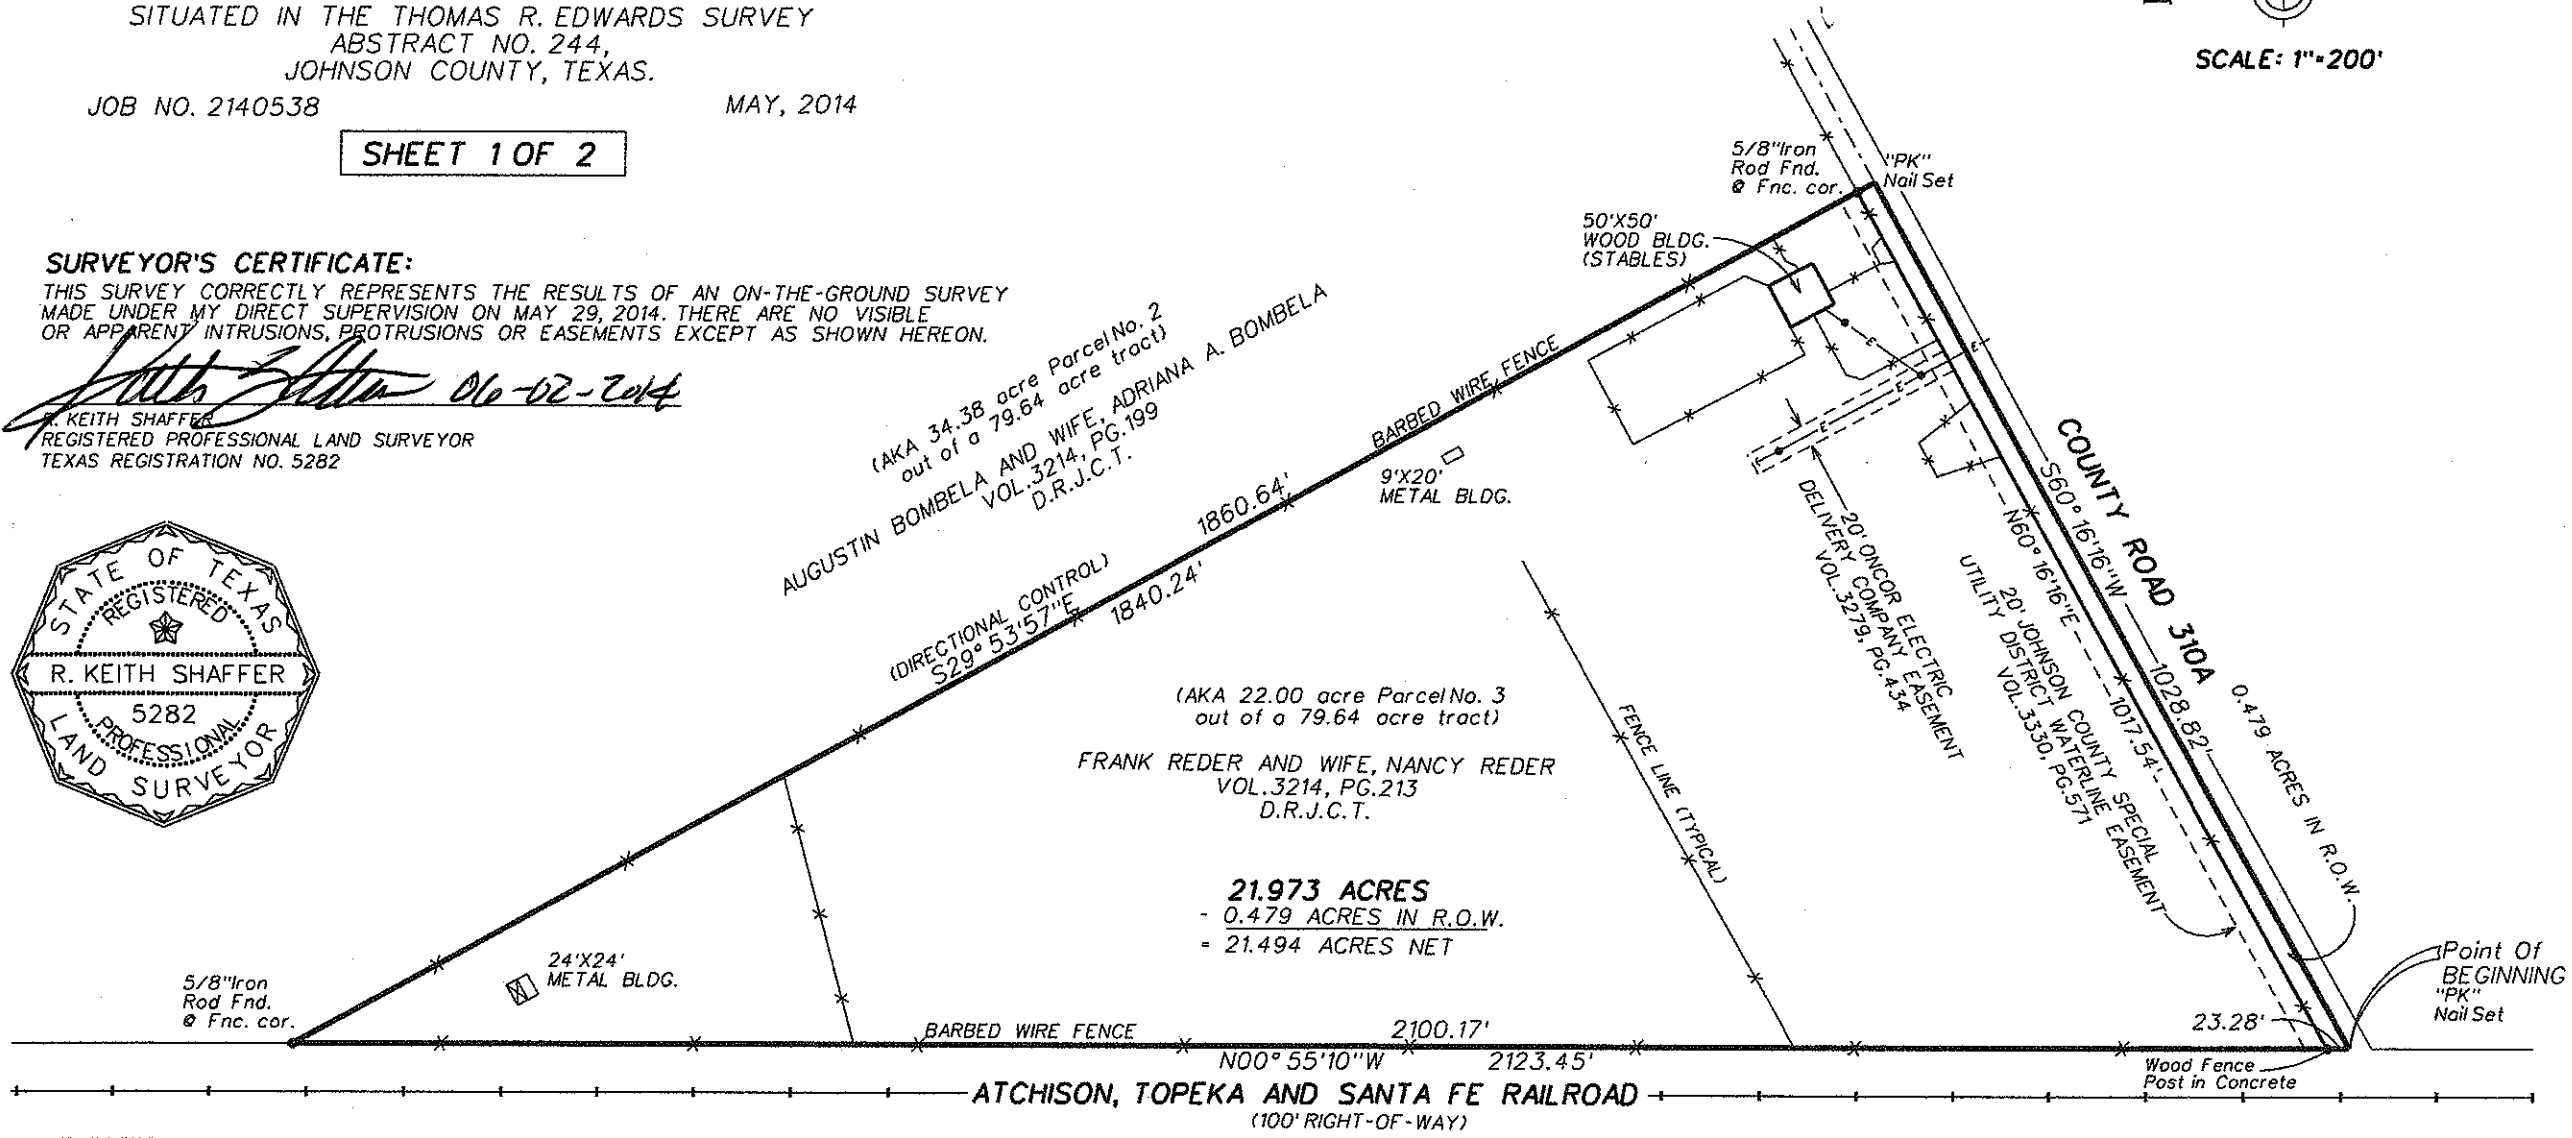 SITUATED IN THE THOMAS R. EDWARDS SURVEY
ABSTRACT NO. 244,
JOHNSON COUNTY, TEXAS.
JOB NO. 2140538
MAY, 2014
SHEET 1 OF 2
SCALE: 1"=200'
SURVEYOR'S CERTIFICATE:
THIS SURVEY CORRECTLY REPRESENTS THE RESULTS OF AN ON-THE-GROUND SURVEY
MADE UNDER MY DIRECT SUPERVISION ON MAY 29, 2014. THERE ARE NO VISIBLE
OR APPARENT INTRUSIONS, PROTRUSIONS OR EASEMENTS EXCEPT AS SHOWN HEREON.
06-02-2014
R. KEITH SHAFFER
REGISTERED PROFESSIONAL LAND SURVEYOR
TEXAS REGISTRATION NO. 5282
STATE OF TEXAS
REGISTERED
R. KEITH SHAFFER
5282
PROFESSIONAL
LAND SURVEYOR
(AKA 34.38 acre Parcel No. 2
out of a 79.64 acre tract)
AUGUSTIN BOMBELA AND WIFE, ADRIANA A. BOMBELA
VOL.3214, PG.199
D.R.J.C.T.
5/8"Iron
Rod Fnd.
@ Fnc. cor.
"PK"
Nail Set
50'X50'
WOOD BLDG.
(STABLES)
BARBED WIRE FENCE
9'X20'
METAL BLDG.
1860.64'
(DIRECTIONAL CONTROL)
S29°53'57"E
1840.24'
E
E
E
E
20' ONCOR ELECTRIC
DELIVERY COMPANY EASEMENT
VOL.3279, PG.434
COUNTY ROAD 310A
S60°16'16"W
1028.82'
N60°16'16"E
1017.54'
20' JOHNSON COUNTY SPECIAL
UTILITY DISTRICT WATERLINE EASEMENT
VOL.3330, PG.571
0.479 ACRES IN R.O.W.
(AKA 22.00 acre Parcel No. 3
out of a 79.64 acre tract)
FRANK REDER AND WIFE, NANCY REDER
VOL.3214, PG.213
D.R.J.C.T.
FENCE LINE (TYPICAL)
21.973 ACRES
- 0.479 ACRES IN R.O.W.
= 21.494 ACRES NET
24'X24'
METAL BLDG.
5/8"Iron
Rod Fnd.
@ Fnc. cor.
Point Of
BEGINNING
"PK"
Nail Set
23.28'
BARBED WIRE FENCE
2100.17'
N00°55'10"W
2123.45'
Wood Fence
Post in Concrete
ATCHISON, TOPEKA AND SANTA FE RAILROAD
(100' RIGHT-OF-WAY)